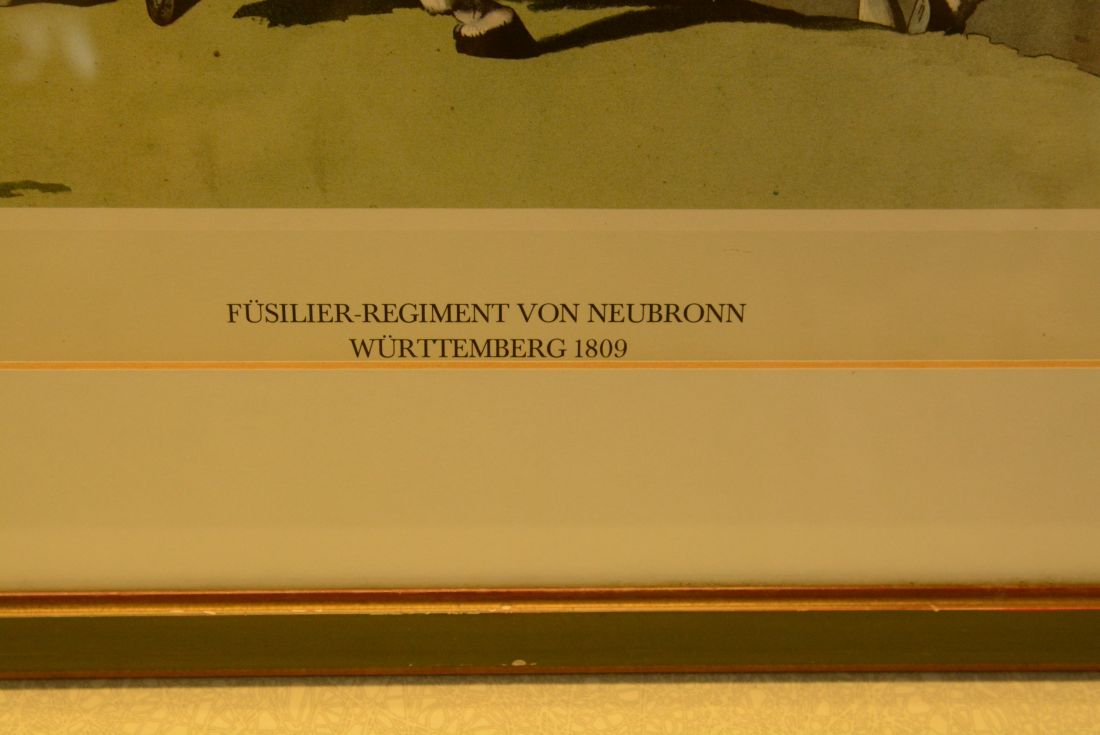 FÜSILIER-REGIMENT VON NEUBRONN
WÜRTTEMBERG 1809